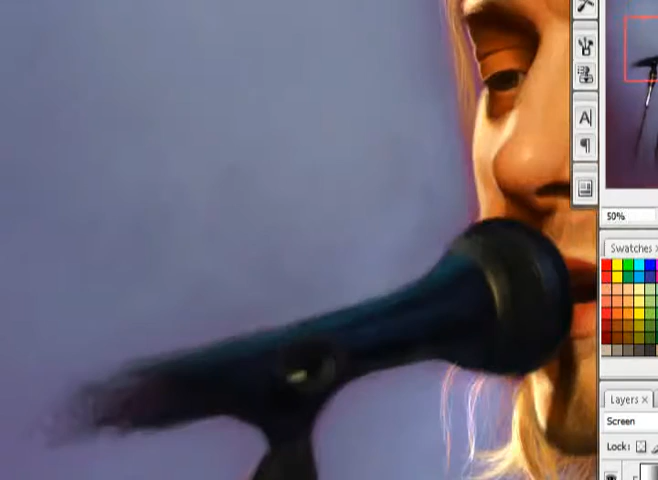 A
50%
Swatches ×
Layers ×
Screen
Lock: